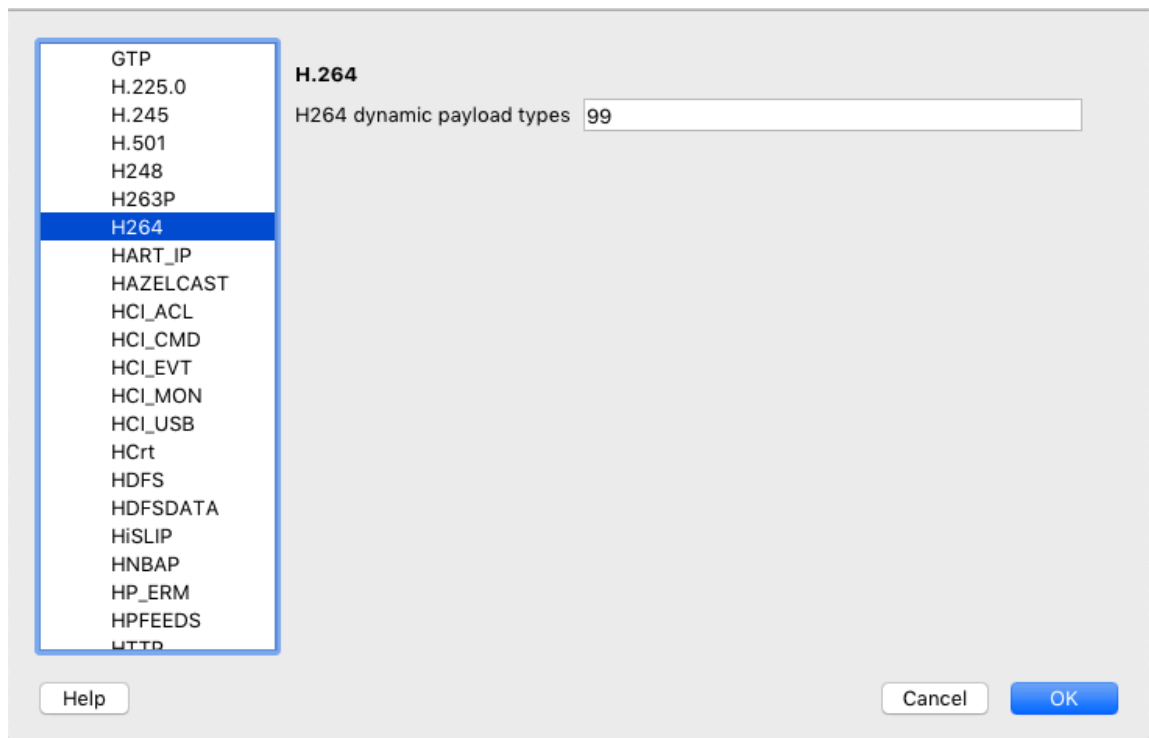 GTP
H.225.0
H.245
H.501
H248
H263P
H264
HART_IP
HAZELCAST
HCI_ACL
HCI_CMD
HCI_EVT
HCI_MON
HCI_USB
HCrt
HDFS
HDFSDATA
HiSLIP
HNBAP
HP_ERM
HPFEEDS
HTTP
H.264
H264 dynamic payload types 99
Help
Cancel OK